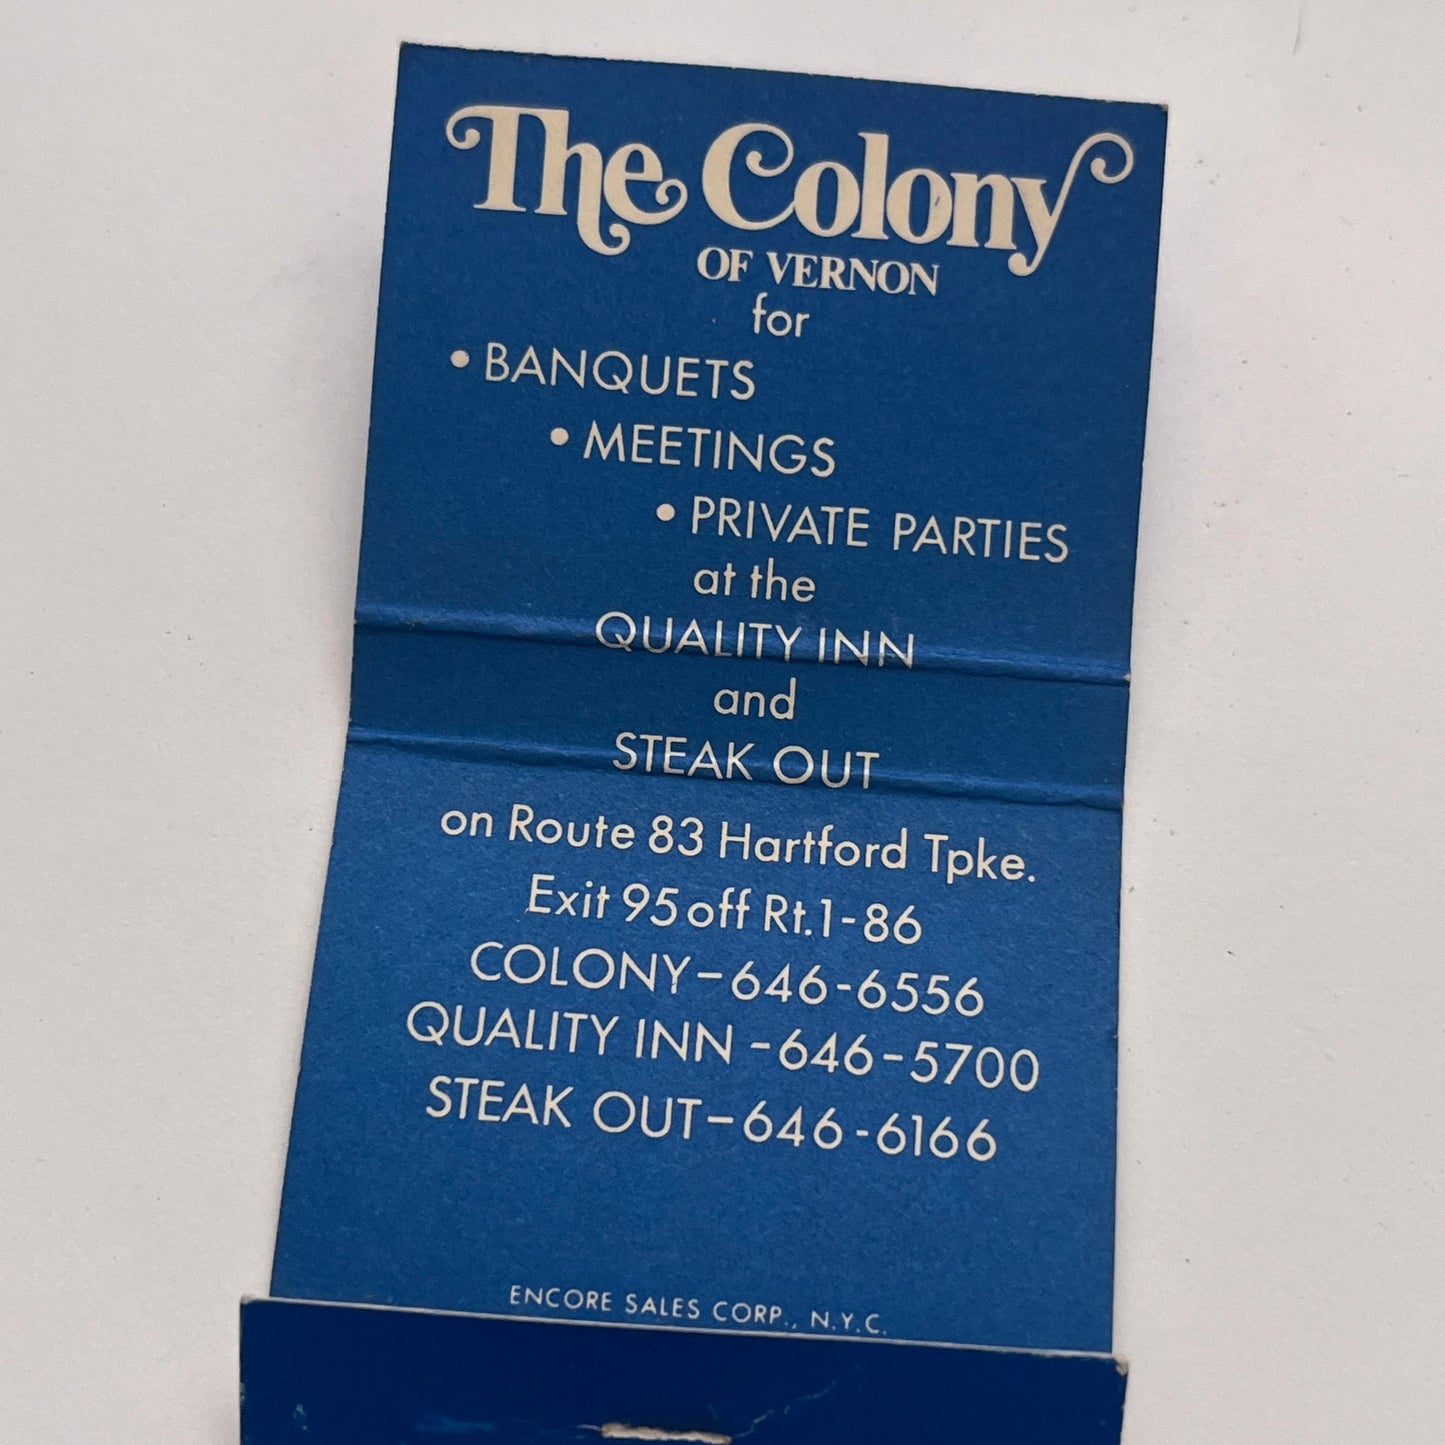 The Colony
OF VERNON
for
• BANQUETS
• MEETINGS
• PRIVATE PARTIES
at the
QUALITY INN
and
STEAK OUT
on Route 83 Hartford Tpke.
Exit 95 off Rt.1-86
COLONY-646-6556
QUALITY INN -646-5700
STEAK OUT-646-6166
ENCORE SALES CORP., N.Y.C.